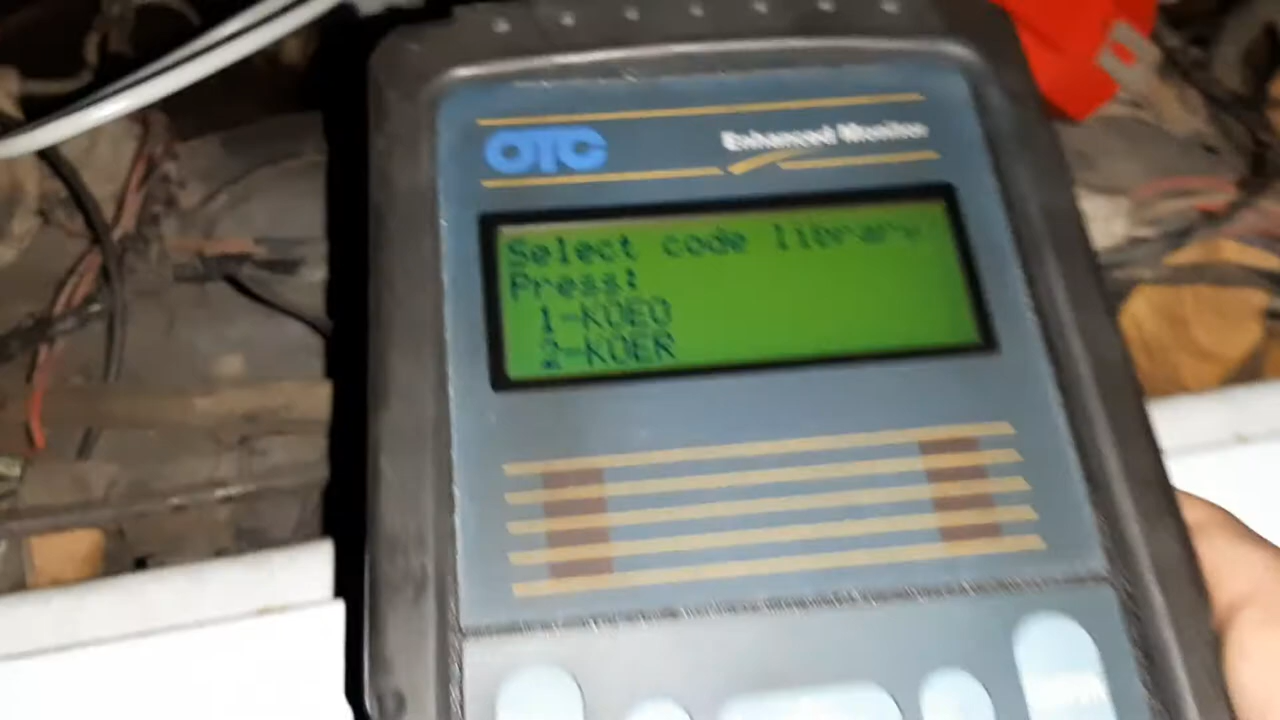 OTC
Enhanced Monitor
Select code library
Press:
1-KOEO
2-KOER